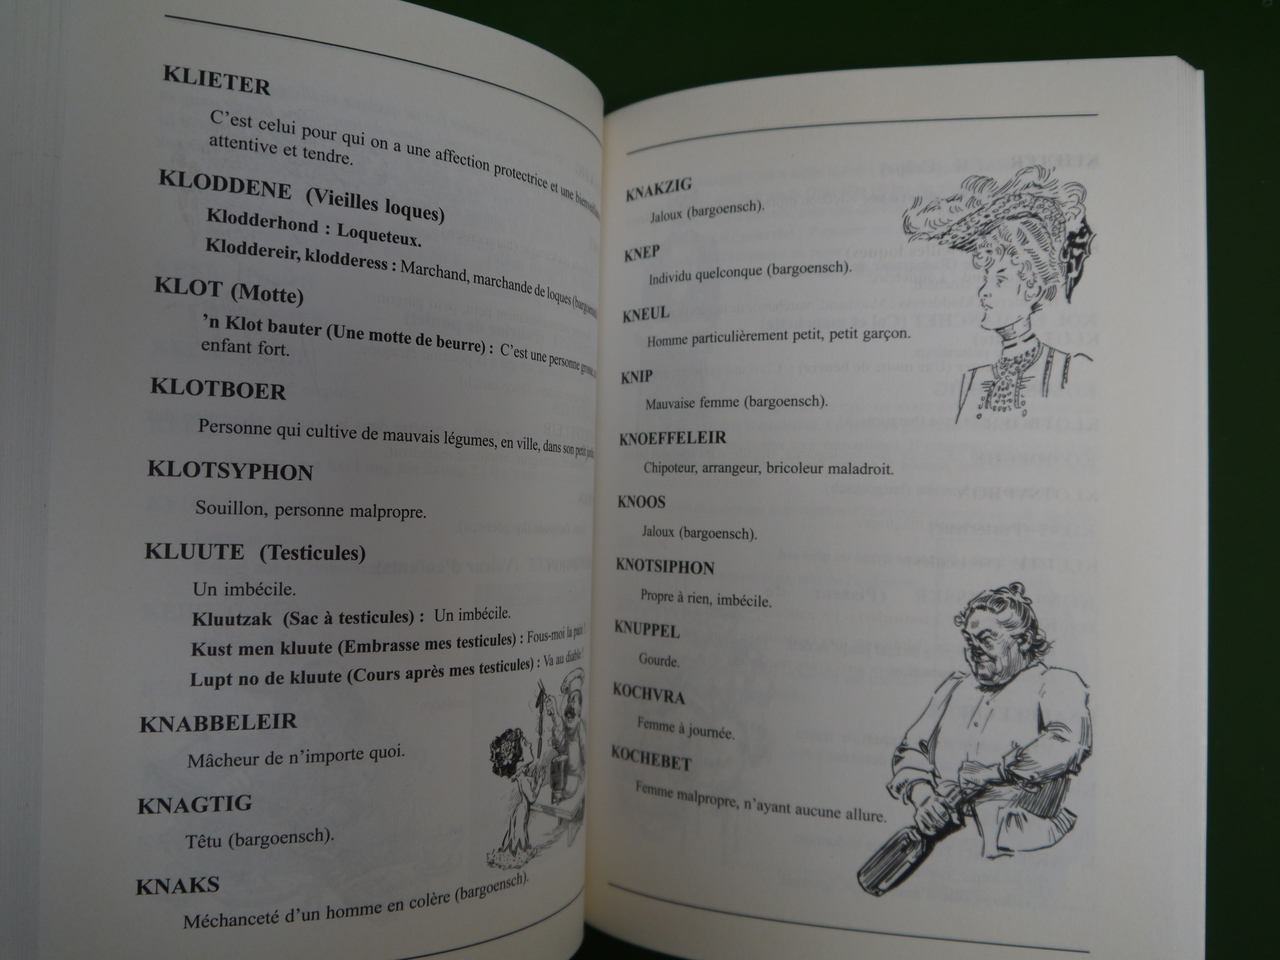 KLIETER
C'est celui pour qui on a une affection protectrice et une
attentive et tendre.
KLODDENE (Vieilles loques)
Klodderhond : Loqueteux.
Kloddereir, klodderess : Marchand, marchande de loques
KLOT (Motte)
'n Klot bauter (Une motte de beurre) : C'est une personne
enfant fort.
KLOTBOER
Personne qui cultive de mauvais légumes, en ville, dans son petit
KLOTSYPHON
Souillon, personne malpropre.
KLUUTE (Testicules)
Un imbécile.
Kluutzak (Sac à testicules) : Un imbécile.
Kust men kluute (Embrasse mes testicules) : Fous-moi la paix !
Lupt no de kluute (Cours après mes testicules) : Va au diable !
KNABBELEIR
Mâcheur de n'importe quoi.
KNAGTIG
Têtu (bargoensch).
KNAKS
Méchanceté d'un homme en colère (bargoensch).
KNAKZIG
Jaloux (bargoensch).
KNEP
Individu quelconque (bargoensch).
KNEUL
Homme particulièrement petit, petit garçon.
KNIP
Mauvaise femme (bargoensch).
KNOEFFELEIR
Chipoteur, arrangeur, bricoleur maladroit.
KNOOS
Jaloux (bargoensch).
KNOTSIPHON
Propre à rien, imbécile.
KNUPPEL
Gourde.
KOCHVRA
Femme à journée.
KOCHEBET
Femme malpropre, n'ayant aucune allure.